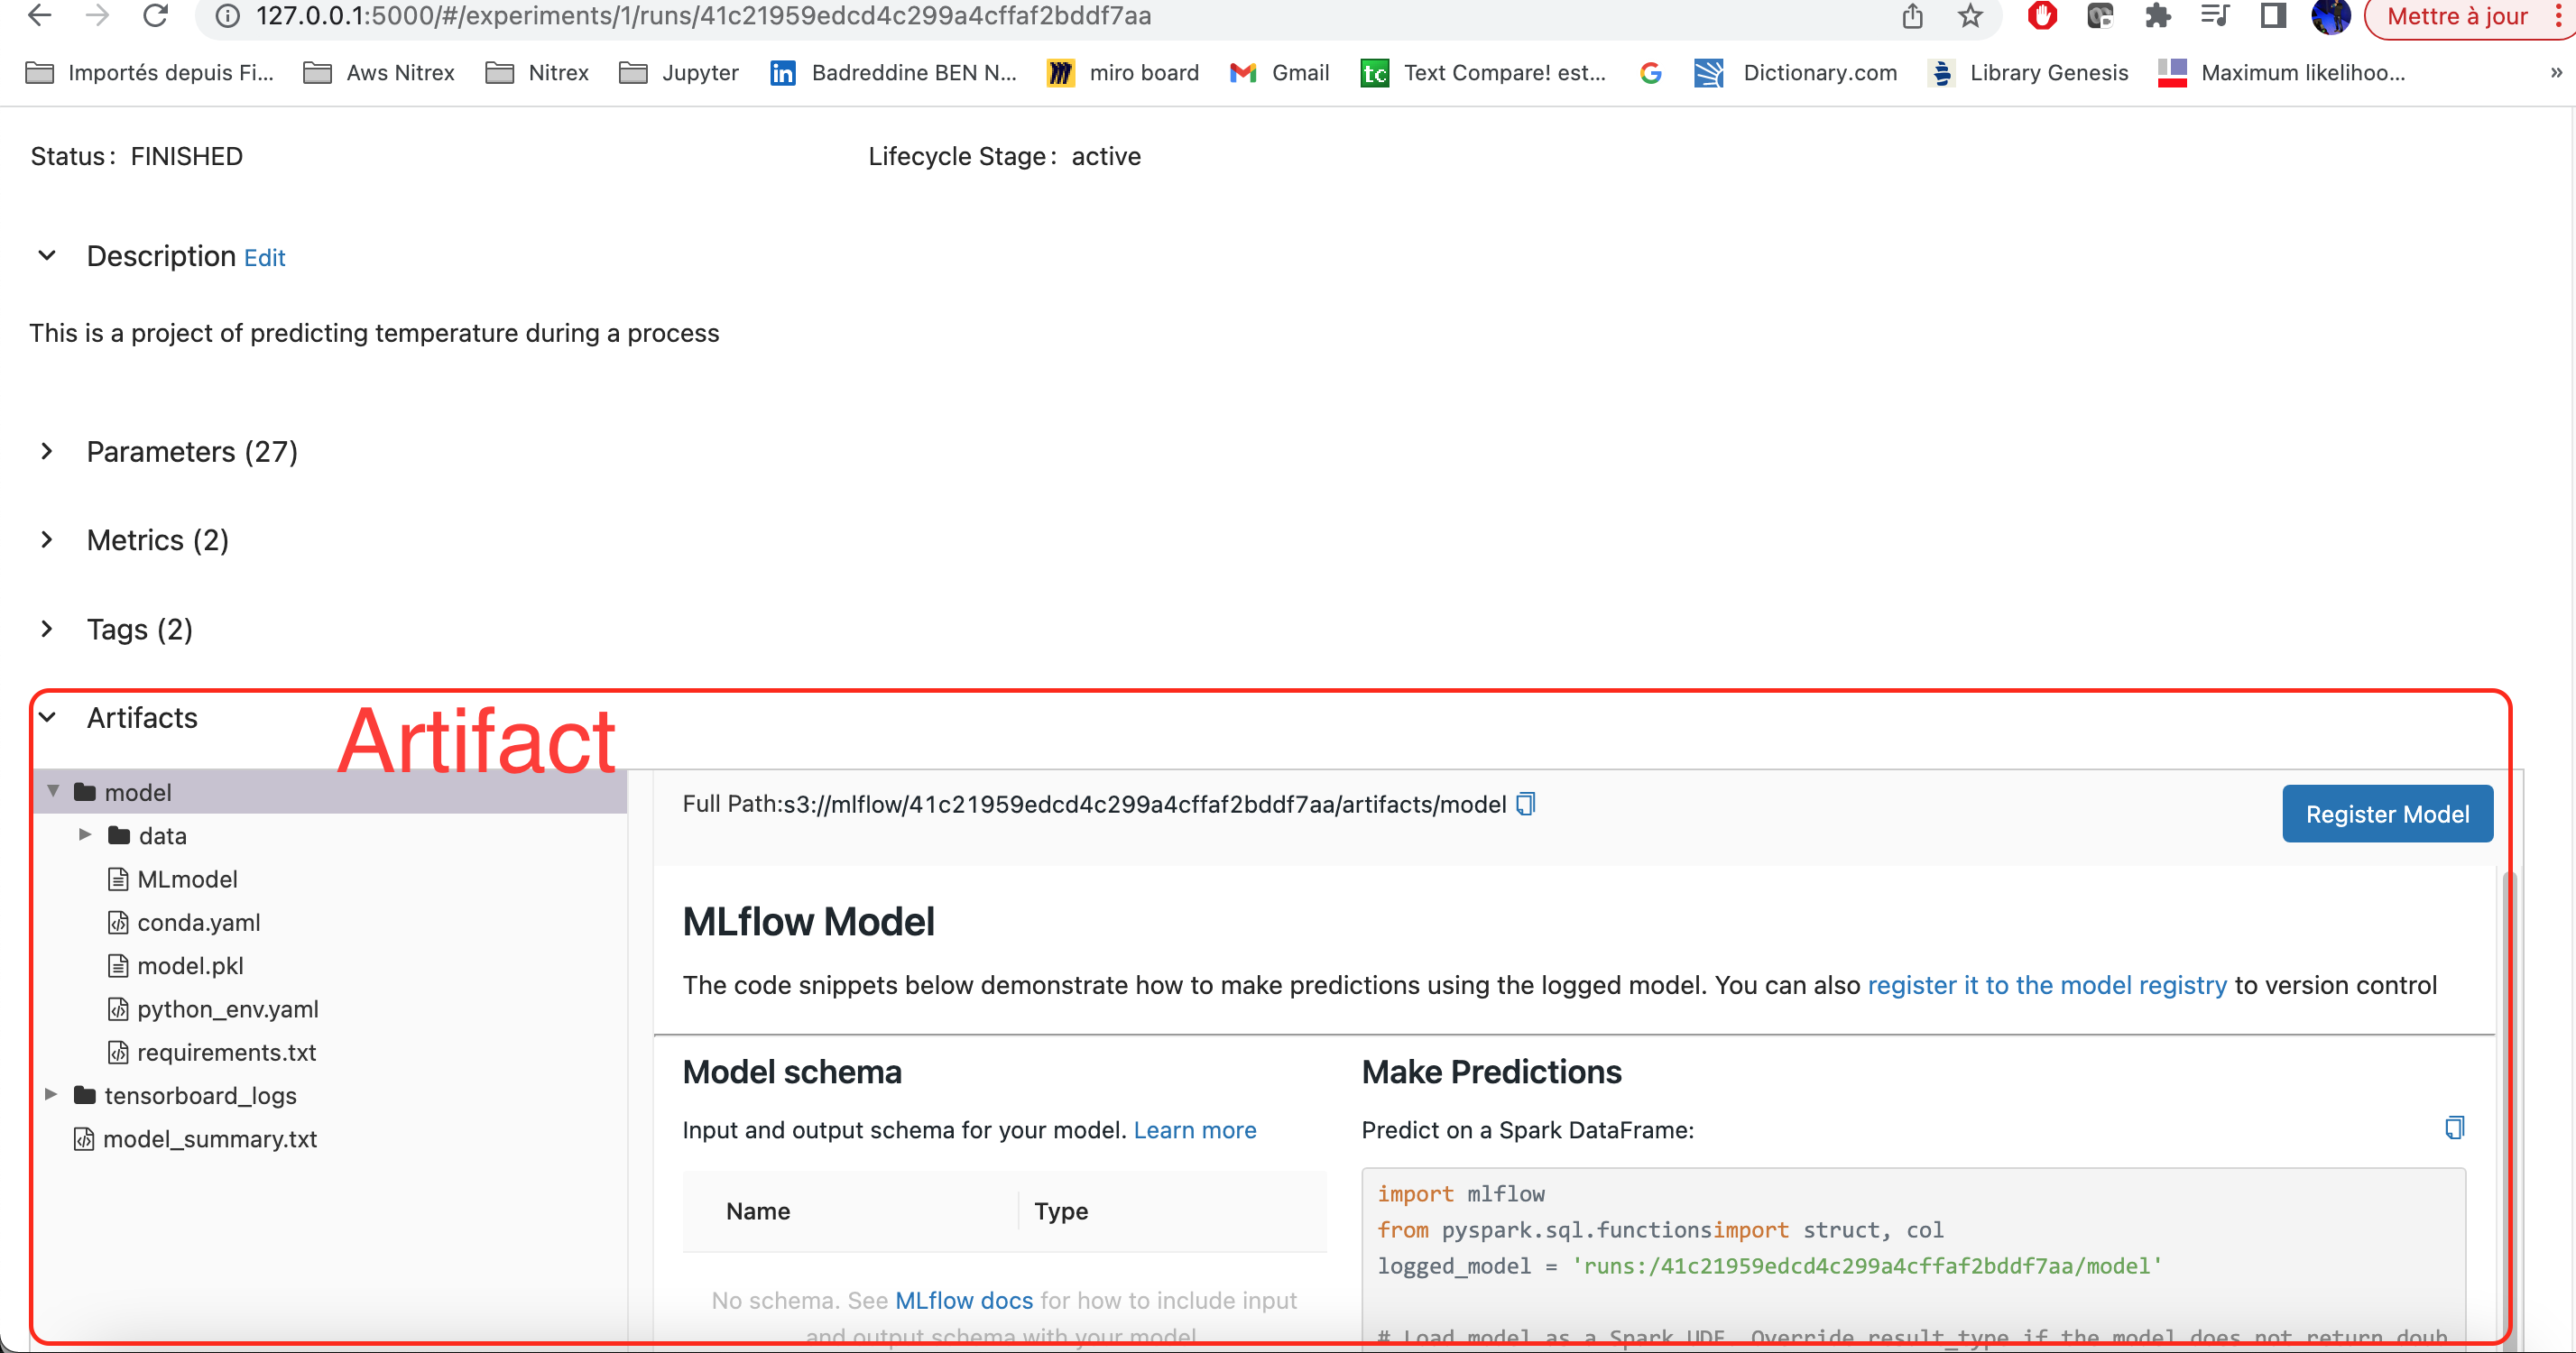 127.0.0.1:5000/#/experiments/1/runs/41c21959edcd4c299a4cffaf2bddf7aa
Mettre à jour
Importés depuis Fi... Aws Nitrex Nitrex Jupyter Badreddine BEN N... miro board Gmail Text Compare! est... Dictionary.com Library Genesis Maximum likelihoo... »
Status: FINISHED
Lifecycle Stage: active
Description Edit
This is a project of predicting temperature during a process
Parameters (27)
Metrics (2)
Tags (2)
Artifacts
Artifact
model
data
MLmodel
conda.yaml
model.pkl
python_env.yaml
requirements.txt
tensorboard_logs
model_summary.txt
Full Path:s3://mlflow/41c21959edcd4c299a4cffaf2bddf7aa/artifacts/model
Register Model
MLflow Model
The code snippets below demonstrate how to make predictions using the logged model. You can also register it to the model registry to version control
Model schema
Input and output schema for your model. Learn more
Name Type
No schema. See MLflow docs for how to include input
and output schema with your model
Make Predictions
Predict on a Spark DataFrame:
import mlflow
from pyspark.sql.functionsimport struct, col
logged_model = 'runs:/41c21959edcd4c299a4cffaf2bddf7aa/model'
# Load model as a Spark UDF. Override result_type if the model does not return doub